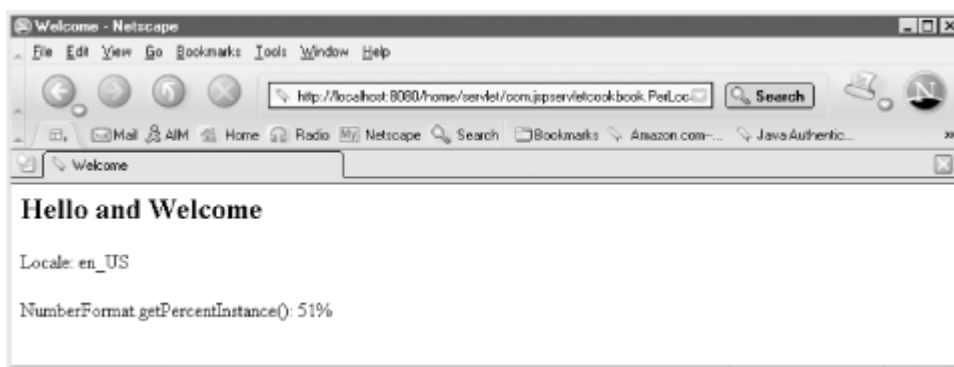 Welcome - Netscape
File Edit View Go Bookmarks Tools Window Help
http://localhost:8080/home/servlet/com.jspservletcookbook.PerLoc Search N
Mail AIM Home Radio My Netscape Search Bookmarks Amazon.com-... Java Authentic... »
Welcome
Hello and Welcome
Locale: en_US
NumberFormat.getPercentInstance(): 51%